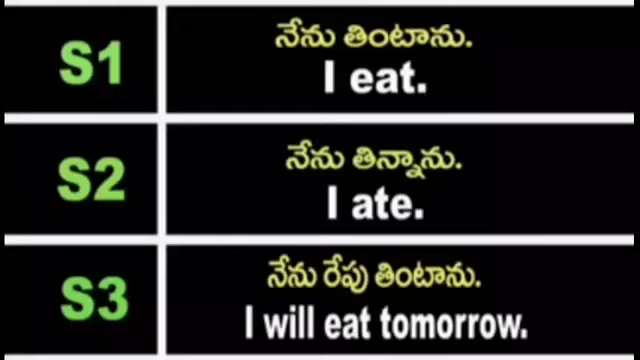 S1
నేను తింటాను.
I eat.
S2
నేను తిన్నాను.
I ate.
S3
నేను రేపు తింటాను.
I will eat tomorrow.